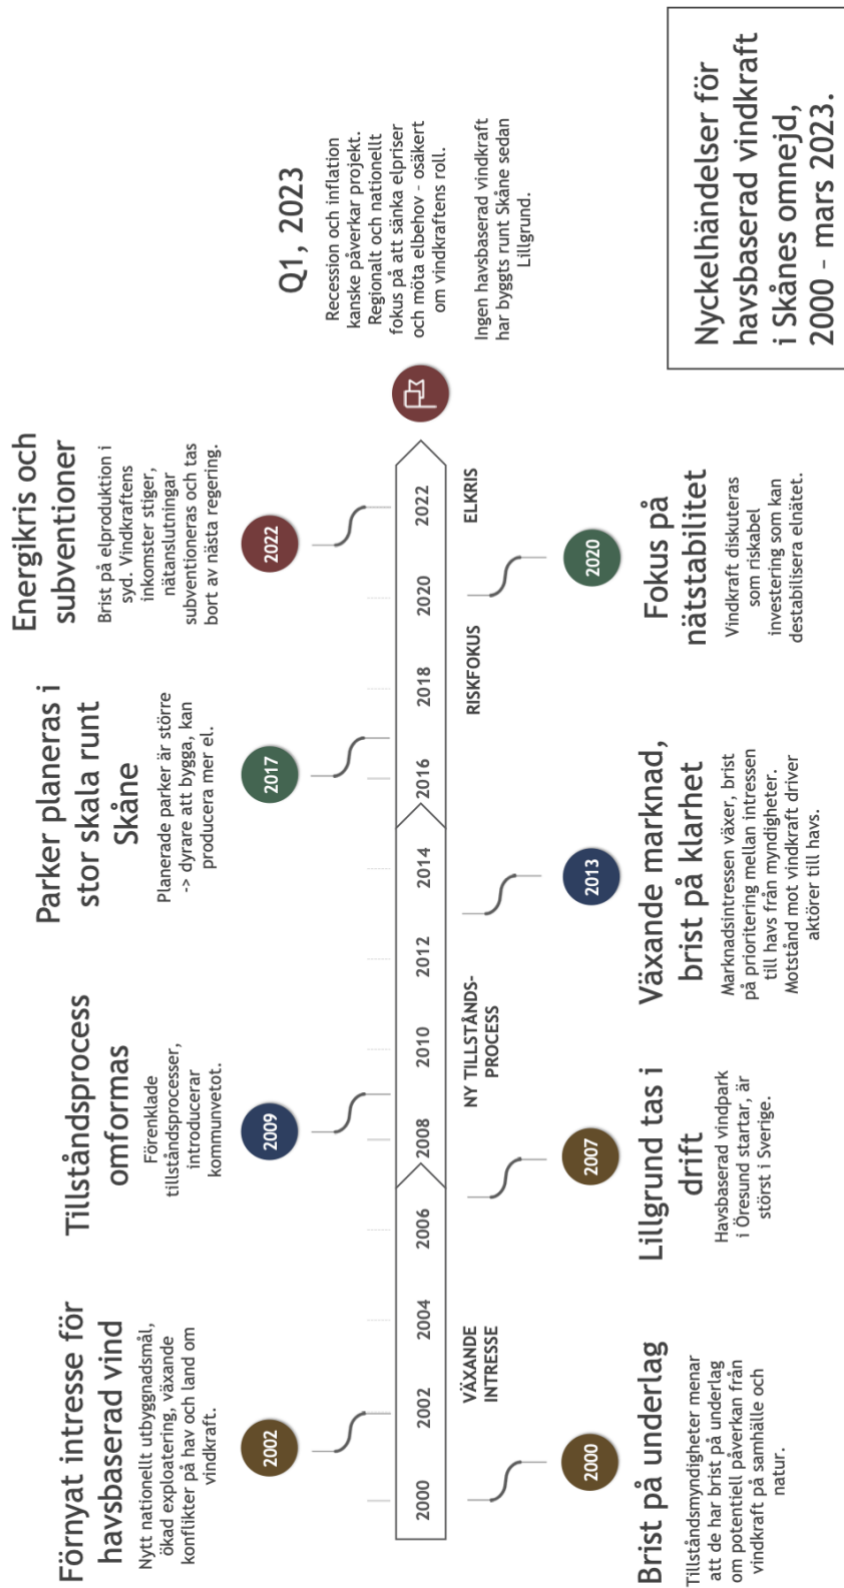 Förnyat intresse för
havsbaserad vind
Nytt nationellt utbyggnadsmål,
ökad exploatering, växande
konflikter på hav och land om
vindkraft.
2002
Tillståndsprocess
omformas
Förenklade
tillståndsprocesser,
introducerar
kommunvetot.
2009
Parker planeras i
stor skala runt
Skåne
Planerade parker är större
-> dyrare att bygga, kan
producera mer el.
2017
Energikris och
subventioner
Brist på elproduktion i
syd. Vindkraftens
inkomster stiger,
nätanslutningar
subventioneras och tas
bort av nästa regering.
2022
Q1, 2023
Recession och inflation
kanske påverkar projekt.
Regionalt och nationellt
fokus på att sänka elpriser
och möta elbehov - osäkert
om vindkraftens roll.
Ingen havsbaserad vindkraft
har byggts runt Skåne sedan
Lillgrund.
2000 2002 2004 2006 2008 2010 2012 2014 2016 2018 2020 2022
VÄXANDE
INTRESSE
NY TILLSTÅNDS-
PROCESS
RISKFOKUS
ELKRIS
2000
Brist på underlag
Tillståndsmyndigheter menar
att de har brist på underlag
om potentiell påverkan från
vindkraft på samhälle och
natur.
2007
Lillgrund tas i
drift
Havsbaserad vindpark
i Öresund startar, är
störst i Sverige.
2013
Växande marknad,
brist på klarhet
Marknadsintressen växer, brist
på prioritering mellan intressen
till havs från myndigheter.
Motstånd mot vindkraft driver
aktörer till havs.
2020
Fokus på
nätstabilitet
Vindkraft diskuteras
som riskabel
investering som kan
destabilisera elnätet.
Nyckelhändelser för
havsbaserad vindkraft
i Skånes omnejd,
2000 - mars 2023.